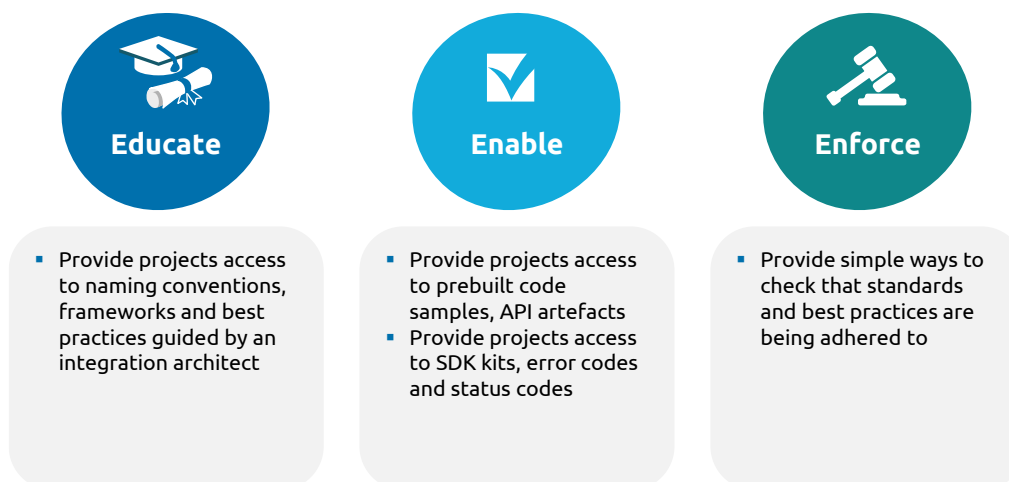 Educate
Enable
Enforce
▪ Provide projects access
to naming conventions,
frameworks and best
practices guided by an
integration architect
▪ Provide projects access
to prebuilt code
samples, API artefacts
▪ Provide projects access
to SDK kits, error codes
and status codes
▪ Provide simple ways to
check that standards
and best practices are
being adhered to